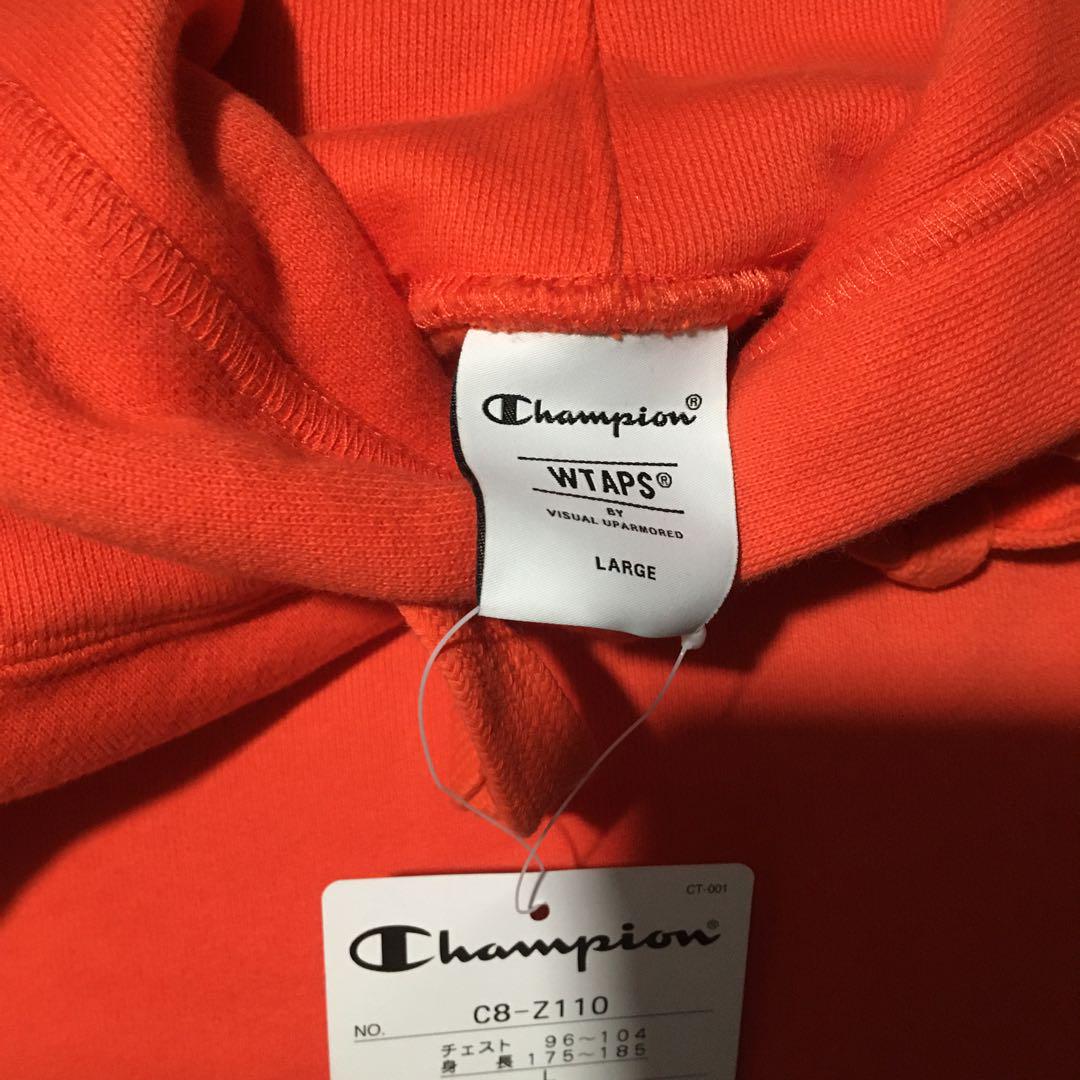 Champion®
WTAPS®
BY
VISUAL UPARMORED
LARGE
CT-001
Champion®
NO. C8-Z110
チェスト 96~104
身 長 175~185
L